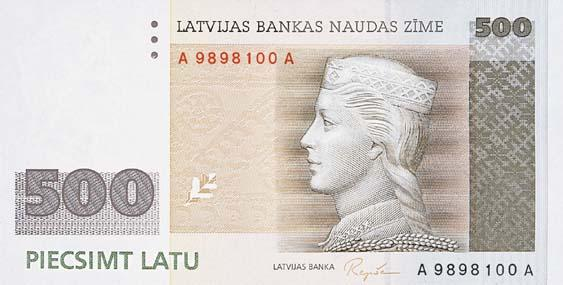 LATVIJAS BANKAS NAUDAS ZĪME
500
A 9898100 A
500
PIECSIMT LATU
LATVIJAS BANKA
A 9898100 A